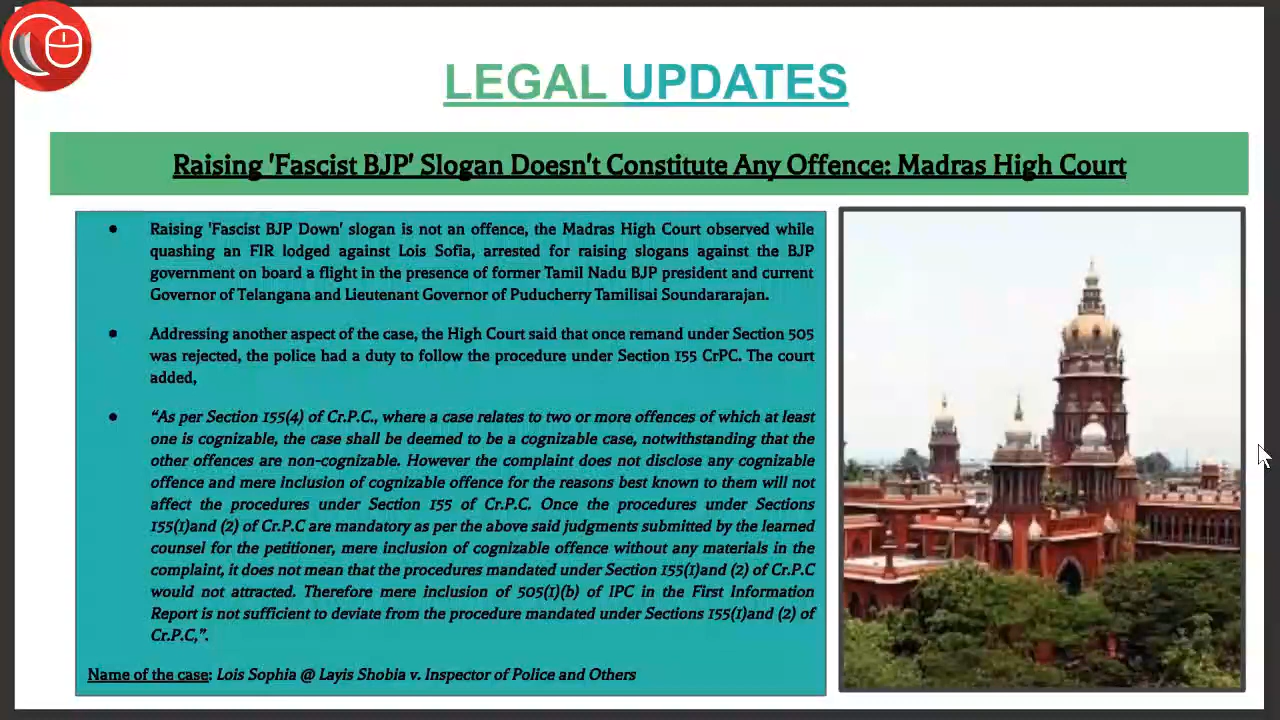 LEGAL UPDATES
Raising 'Fascist BJP' Slogan Doesn't Constitute Any Offence: Madras High Court
● Raising 'Fascist BJP Down' slogan is not an offence, the Madras High Court observed while
quashing an FIR lodged against Lois Sofia, arrested for raising slogans against the BJP
government on board a flight in the presence of former Tamil Nadu BJP president and current
Governor of Telangana and Lieutenant Governor of Puducherry Tamilisai Soundararajan.
● Addressing another aspect of the case, the High Court said that once remand under Section 505
was rejected, the police had a duty to follow the procedure under Section 155 CrPC. The court
added,
● “As per Section 155(4) of Cr.P.C., where a case relates to two or more offences of which at least
one is cognizable, the case shall be deemed to be a cognizable case, notwithstanding that the
other offences are non-cognizable. However the complaint does not disclose any cognizable
offence and mere inclusion of cognizable offence for the reasons best known to them will not
affect the procedures under Section 155 of Cr.P.C. Once the procedures under Sections
155(1)and (2) of Cr.P.C are mandatory as per the above said judgments submitted by the learned
counsel for the petitioner, mere inclusion of cognizable offence without any materials in the
complaint, it does not mean that the procedures mandated under Section 155(1)and (2) of Cr.P.C
would not attracted. Therefore mere inclusion of 505(1)(b) of IPC in the First Information
Report is not sufficient to deviate from the procedure mandated under Sections 155(1)and (2) of
Cr.P.C,”.
Name of the case: Lois Sophia @ Layis Shobia v. Inspector of Police and Others